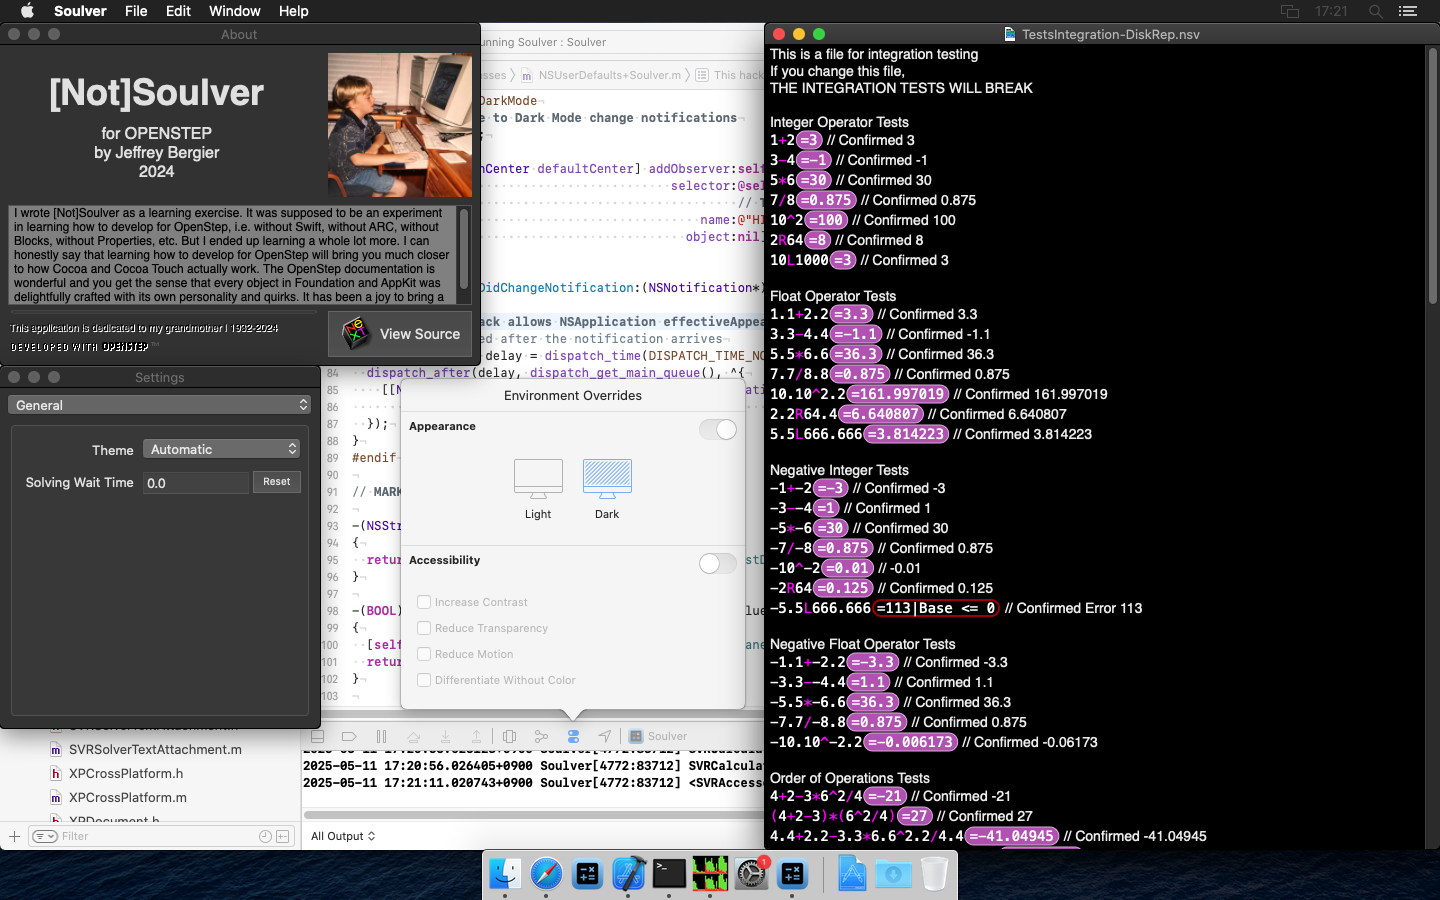 Soulver File Edit Window Help
17:21
About
[Not]Soulver
for OPENSTEP
by Jeffrey Bergier
2024
I wrote [Not]Soulver as a learning exercise. It was supposed to be an experiment
in learning how to develop for OpenStep, i.e. without Swift, without ARC, without
Blocks, without Properties, etc. But I ended up learning a whole lot more. I can
honestly say that learning how to develop for OpenStep will bring you much closer
to how Cocoa and Cocoa Touch actually work. The OpenStep documentation is
wonderful and you get the sense that every object in Foundation and AppKit was
delightfully crafted with its own personality and quirks. It has been a joy to bring a
This application is dedicated to my grandmother | 1932-2024
DEVELOPED WITH OPENSTEP™
View Source
Settings
General
Theme Automatic
Solving Wait Time 0.0 Reset
unning Soulver : Soulver
asses NSUserDefaults+Soulver.m This hack
DarkMode
e to Dark Mode change notifications
;
nCenter defaultCenter] addObserver:self
selector:@sel
// T
name:@"HI
object:nil]
DidChangeNotification:(NSNotification*)
ack allows NSApplication effectiveAppea
ed after the notification arrives
delay = dispatch_time(DISPATCH_TIME_NO
84 dispatch_after(delay, dispatch_get_main_queue(), ^{
85 [[N
86
87 });
88 }
89 #endif
90
91 // MARK
92
93 -(NSStr
94 {
95 retur
96 }
97
98 -(BOOL)
99 {
100 [self
101 retur
102 }
103
Environment Overrides
Appearance
Light Dark
Accessibility
Increase Contrast
Reduce Transparency
Reduce Motion
Differentiate Without Color
Soulver
2025-05-11 17:20:56.026405+0900 Soulver[4772:83712] SVRCalcula
2025-05-11 17:21:11.020743+0900 Soulver[4772:83712] <SVRAccess
All Output
SVRSolverTextAttachment.m
XPCrossPlatform.h
XPCrossPlatform.m
XPDocument.h
Filter
TestsIntegration-DiskRep.nsv
This is a file for integration testing
If you change this file,
THE INTEGRATION TESTS WILL BREAK
Integer Operator Tests
1+2=3 // Confirmed 3
3-4=-1 // Confirmed -1
5*6=30 // Confirmed 30
7/8=0.875 // Confirmed 0.875
10^2=100 // Confirmed 100
2R64=8 // Confirmed 8
10L1000=3 // Confirmed 3
Float Operator Tests
1.1+2.2=3.3 // Confirmed 3.3
3.3-4.4=-1.1 // Confirmed -1.1
5.5*6.6=36.3 // Confirmed 36.3
7.7/8.8=0.875 // Confirmed 0.875
10.10^2.2=161.997019 // Confirmed 161.997019
2.2R64.4=6.640807 // Confirmed 6.640807
5.5L666.666=3.814223 // Confirmed 3.814223
Negative Integer Tests
-1+-2=-3 // Confirmed -3
-3--4=1 // Confirmed 1
-5*-6=30 // Confirmed 30
-7/-8=0.875 // Confirmed 0.875
-10^-2=0.01 // -0.01
-2R64=0.125 // Confirmed 0.125
-5.5L666.666=113|Base <= 0 // Confirmed Error 113
Negative Float Operator Tests
-1.1+-2.2=-3.3 // Confirmed -3.3
-3.3--4.4=1.1 // Confirmed 1.1
-5.5*-6.6=36.3 // Confirmed 36.3
-7.7/-8.8=0.875 // Confirmed 0.875
-10.10^-2.2=-0.006173 // Confirmed -0.06173
Order of Operations Tests
4+2-3*6^2/4=-21 // Confirmed -21
(4+2-3)*(6^2/4)=27 // Confirmed 27
4.4+2.2-3.3*6.6^2.2/4.4=-41.04945 // Confirmed -41.04945
1